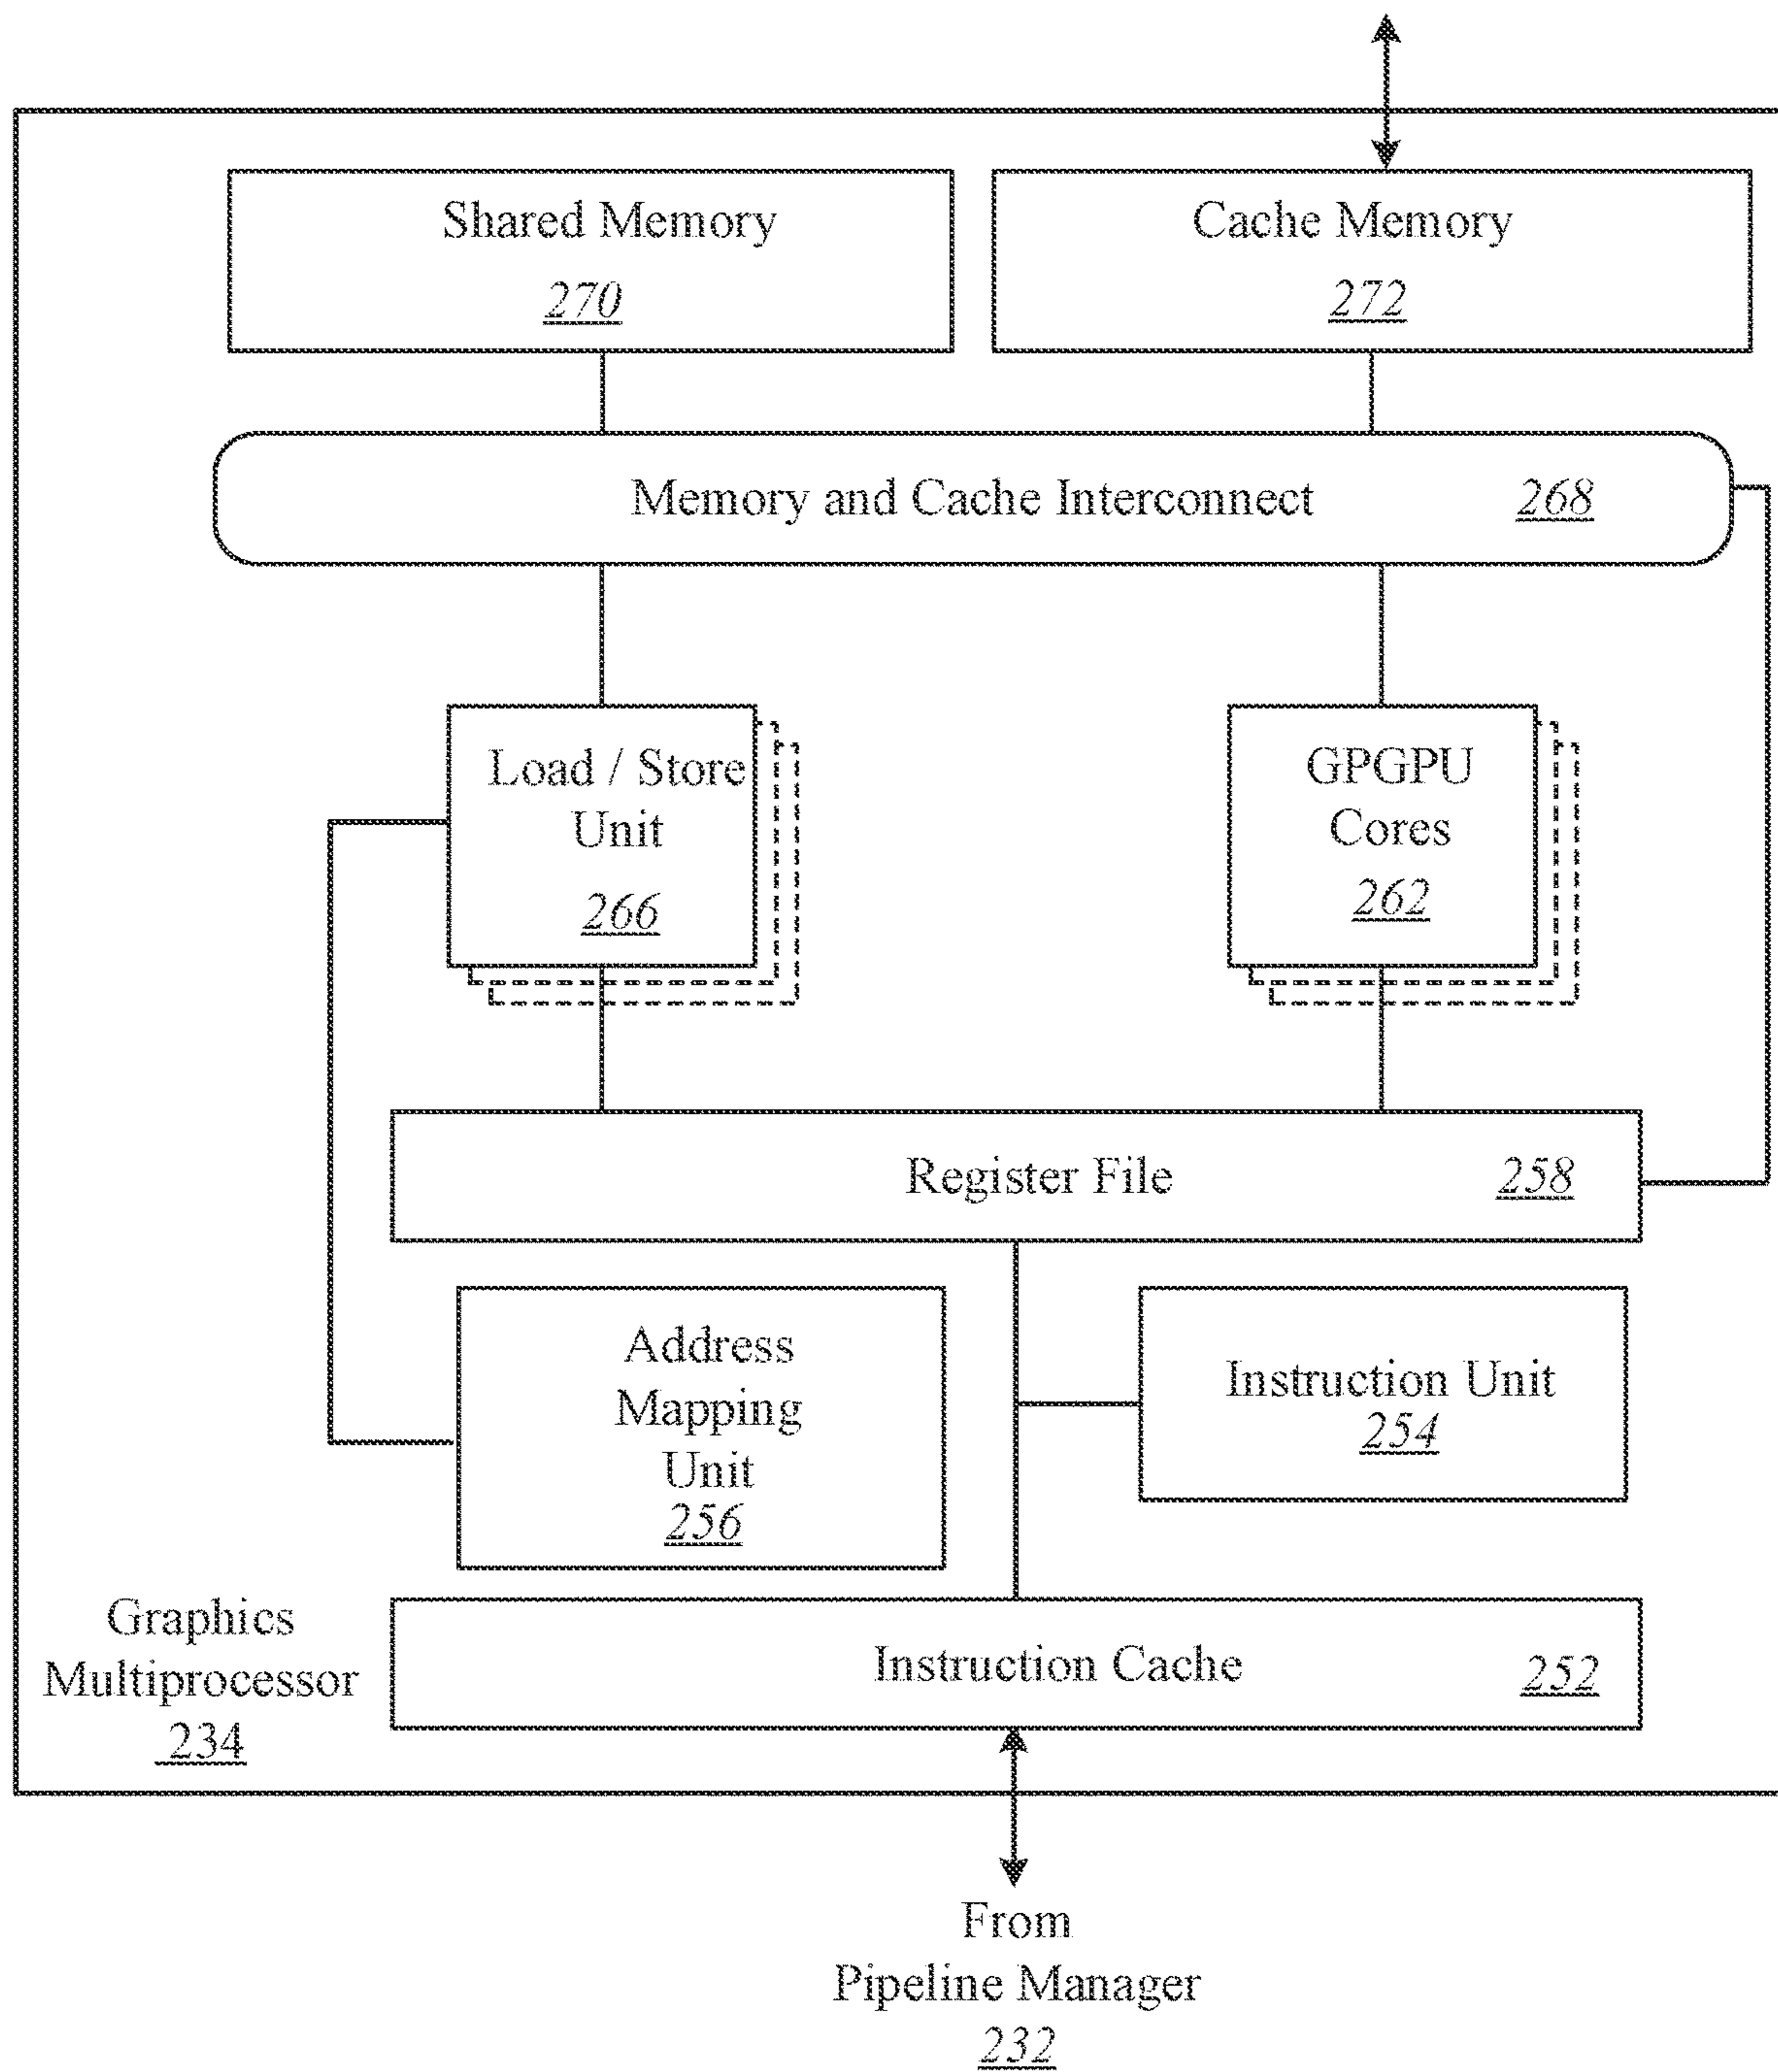 Shared Memory
270
Cache Memory
272
Memory and Cache Interconnect 268
Load / Store
Unit
266
GPGPU
Cores
262
Register File 258
Address
Mapping
Unit
256
Instruction Unit
254
Graphics
Multiprocessor
234
Instruction Cache 252
From
Pipeline Manager
232